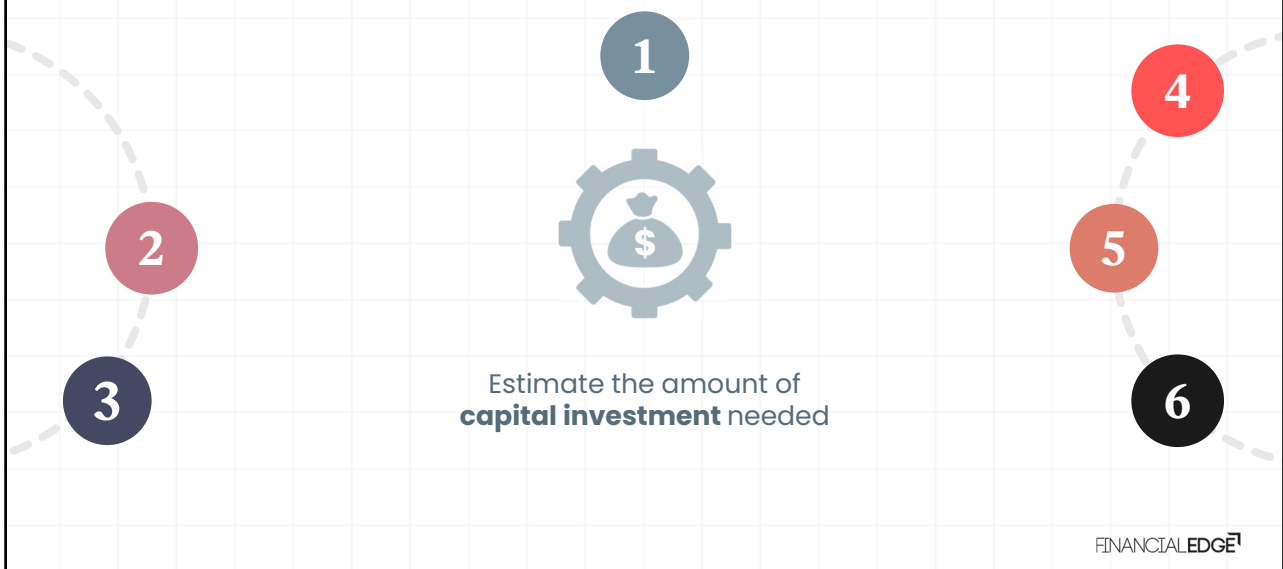 1
4
2
$
5
3
Estimate the amount of
capital investment needed
6
FINANCIALEDGE